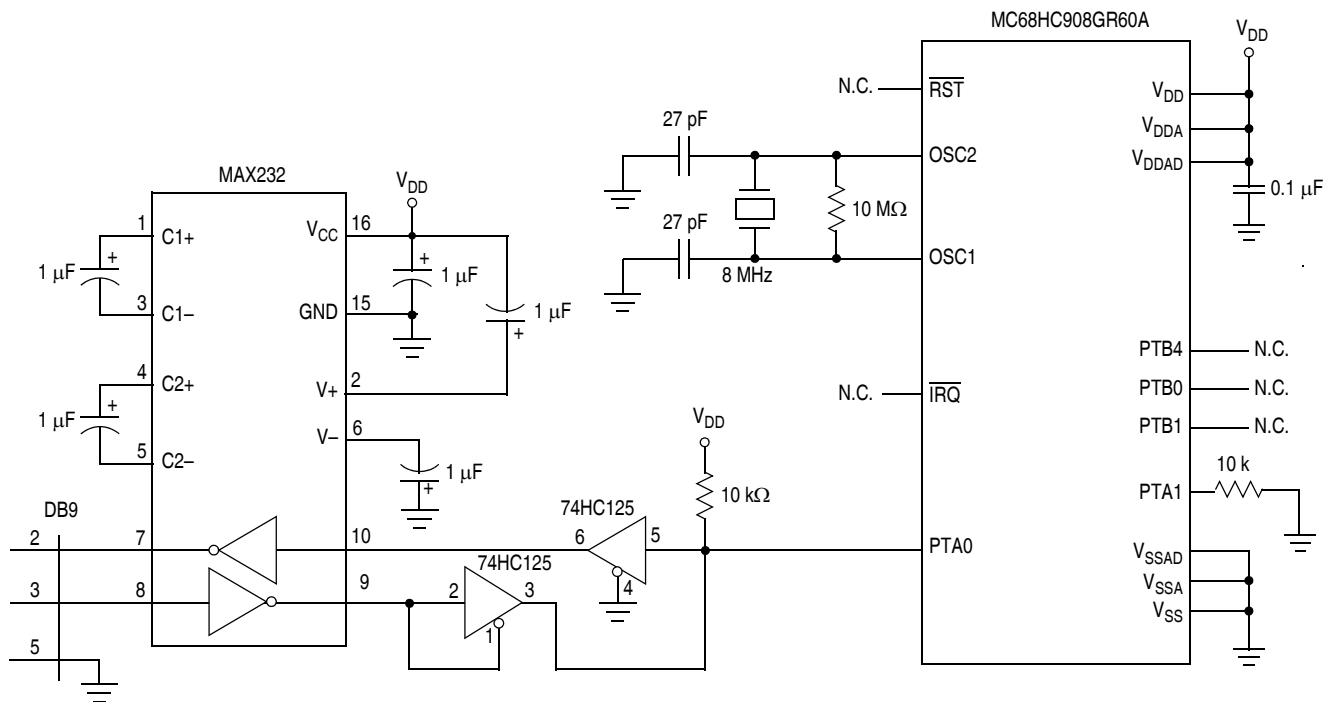 MC68HC908GR60A
VDD
N.C.
RST
VDD
27 pF
VDDA
OSC2
VDDAD
MAX232
0.1 µF
VDD
10 MΩ
1
C1+
VCC
16
27 pF
1 µF
+
+
1 µF
OSC1
8 MHz
3
C1–
GND
15
1 µF
+
PTB4
N.C.
4
C2+
V+
2
N.C.
IRQ
PTB0
N.C.
1 µF
+
VDD
PTB1
N.C.
5
C2–
V–
6
1 µF
+
10 k
10 kΩ
PTA1
DB9
74HC125
2
7
10
6
5
PTA0
VSSAD
74HC125
4
3
8
9
2
3
VSSA
1
VSS
5